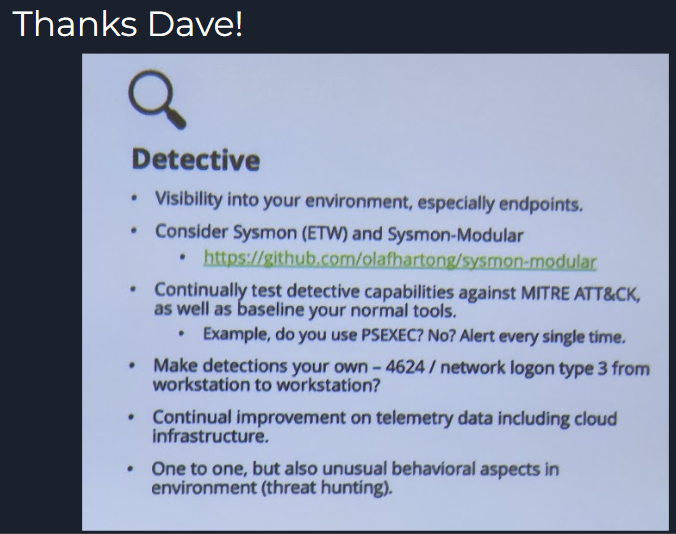 Thanks Dave!
Detective
• Visibility into your environment, especially endpoints.
• Consider Sysmon (ETW) and Sysmon-Modular
• https://github.com/olafhartong/sysmon-modular
• Continually test detective capabilities against MITRE ATT&CK,
as well as baseline your normal tools.
• Example, do you use PSEXEC? No? Alert every single time.
• Make detections your own – 4624 / network logon type 3 from
workstation to workstation?
• Continual improvement on telemetry data including cloud
infrastructure.
• One to one, but also unusual behavioral aspects in
environment (threat hunting).